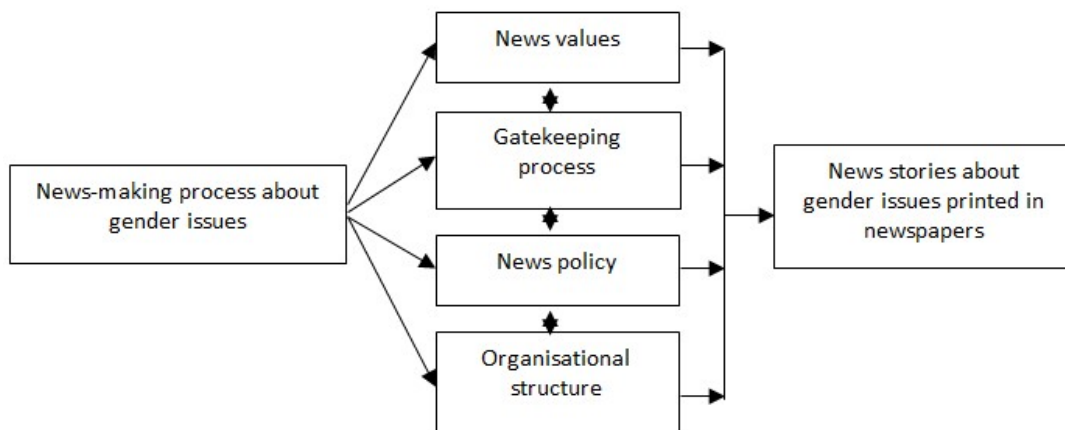 News-making process about
gender issues
News values
Gatekeeping
process
News policy
Organisational
structure
News stories about
gender issues printed in
newspapers